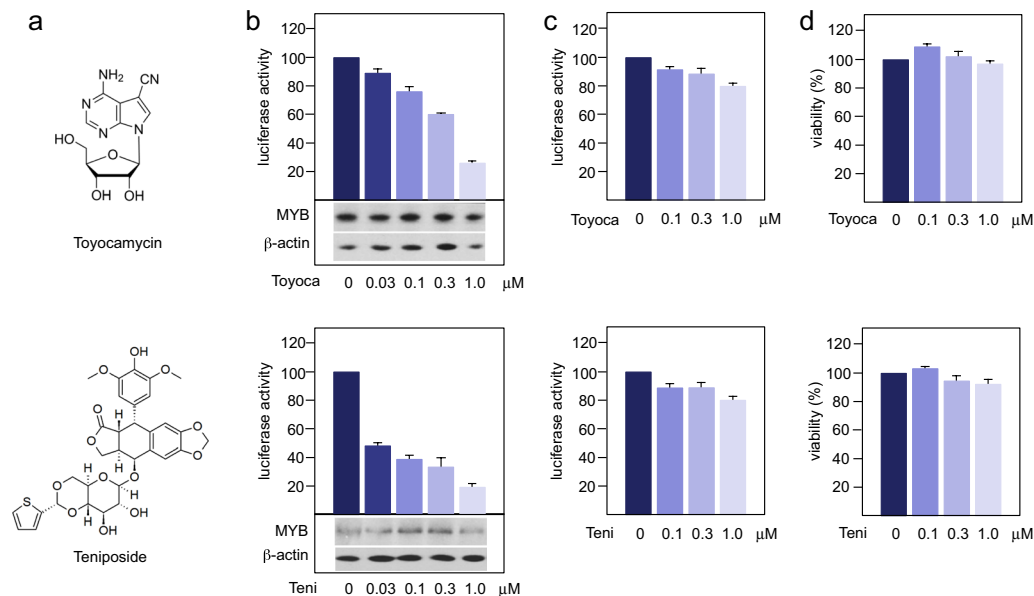 a
b
c
d
NH₂
CN
N
N
N
HO
O
OH
OH
Toyocamycin
luciferase activity
120
100
80
60
40
20
MYB
β-actin
Toyoca 0 0.03 0.1 0.3 1.0 μM
luciferase activity
120
100
80
60
40
20
Toyoca 0 0.1 0.3 1.0 μM
viability (%)
120
100
80
60
40
20
Toyoca 0 0.1 0.3 1.0 μM
OH
O O
O
H
O
O
H
O
O
H
O
O
H
O
S
O
H
OH
H
OH
Teniposide
luciferase activity
120
100
80
60
40
20
MYB
β-actin
Teni 0 0.03 0.1 0.3 1.0 μM
luciferase activity
120
100
80
60
40
20
Teni 0 0.1 0.3 1.0 μM
viability (%)
120
100
80
60
40
20
Teni 0 0.1 0.3 1.0 μM